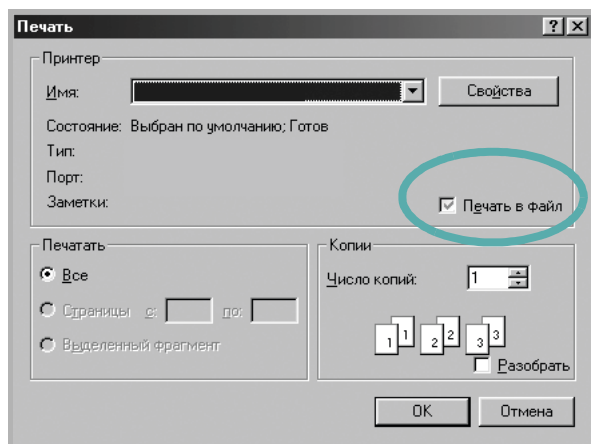 Печать
Принтер
Имя:
Свойства
Состояние: Выбран по умолчанию; Готов
Тип:
Порт:
Заметки:
Печать в файл
Печатать
Все
Страницы с: по:
Выделенный фрагмент
Копии
Число копий: 1
1 1 2 2 3 3
Разобрать
OK Отмена